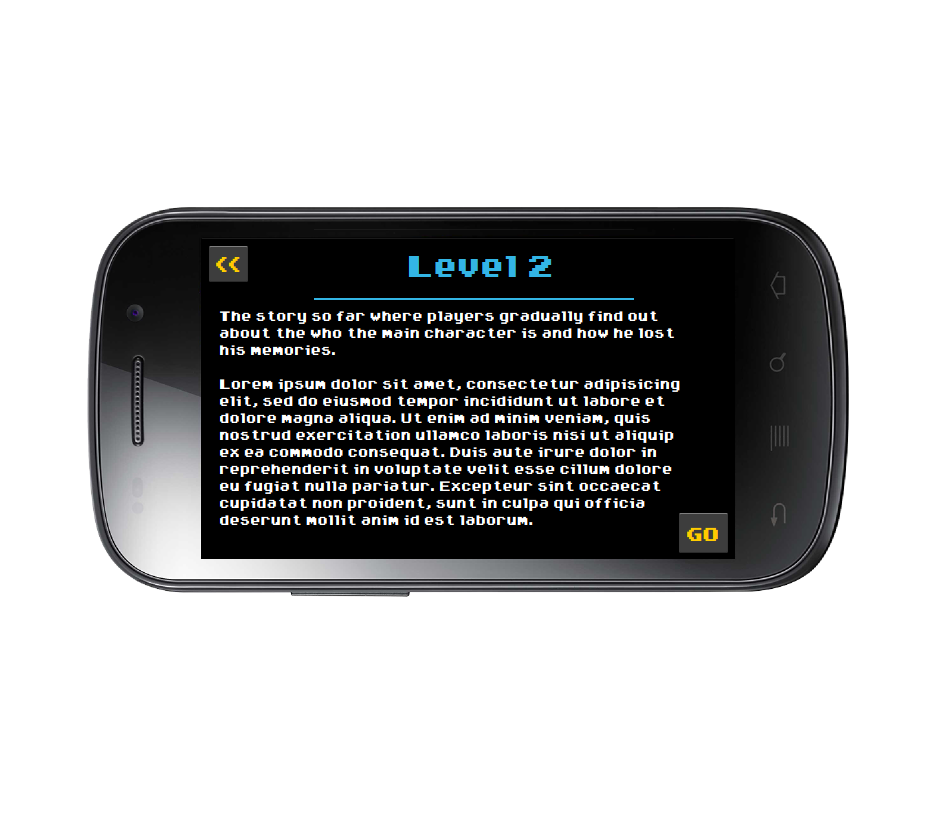 <<
Level 2
The story so far where players gradually find out
about the who the main character is and how he lost
his memories.
Lorem ipsum dolor sit amet, consectetur adipisicing
elit, sed do eiusmod tempor incididunt ut labore et
dolore magna aliqua. Ut enim ad minim veniam, quis
nostrud exercitation ullamco laboris nisi ut aliquip
ex ea commodo consequat. Duis aute irure dolor in
reprehenderit in voluptate velit esse cillum dolore
eu fugiat nulla pariatur. Excepteur sint occaecat
cupidatat non proident, sunt in culpa qui officia
deserunt mollit anim id est laborum.
GO